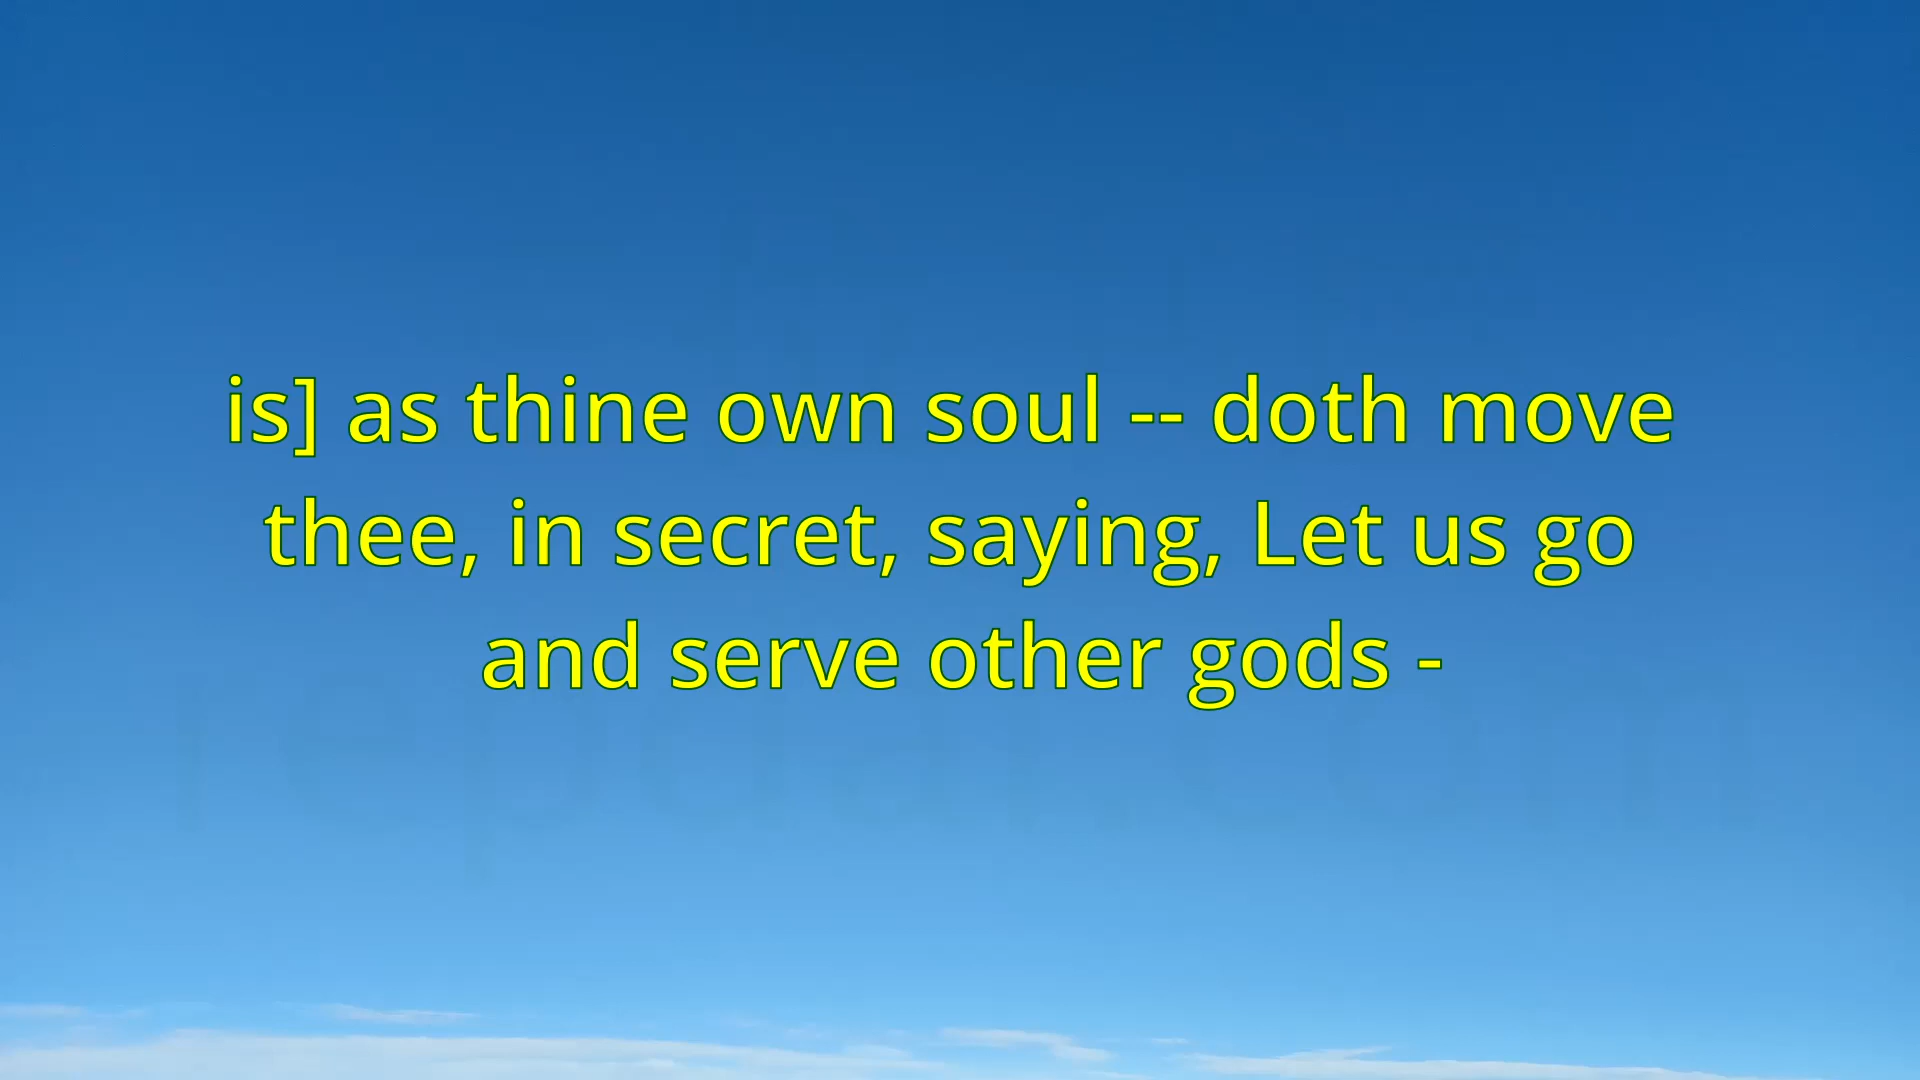 is] as thine own soul -- doth move
thee, in secret, saying, Let us go
and serve other gods -